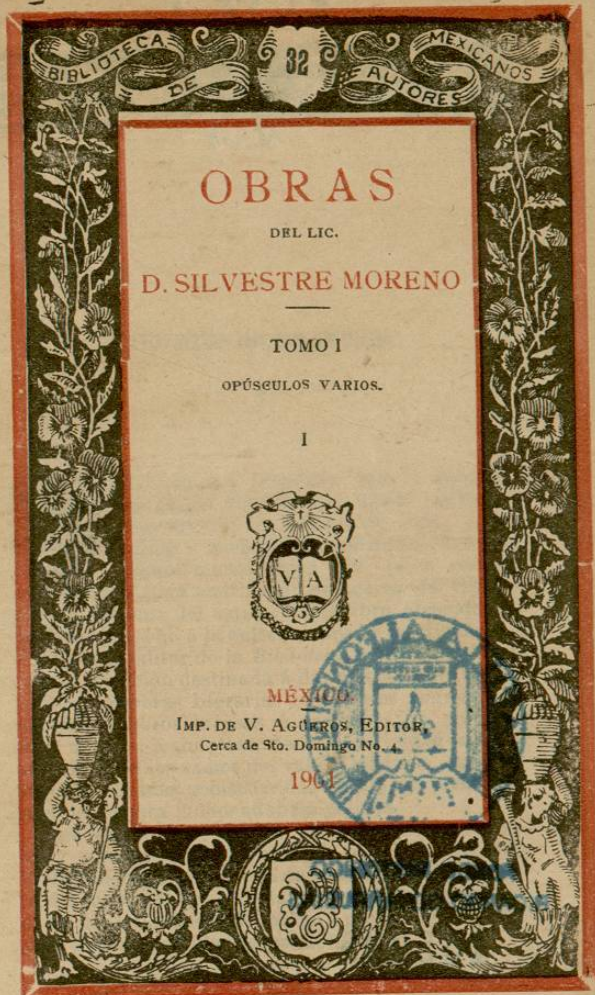 BIBLIOTECA
DE
32
AUTORES
MEXICANOS
OBRAS
DEL LIC.
D. SILVESTRE MORENO
TOMO I
OPÚSCULOS VARIOS.
I
V A
MÉXICO.
IMP. DE V. AGÜEROS, EDITOR,
Cerca de Sto. Domingo No. 4.
1901